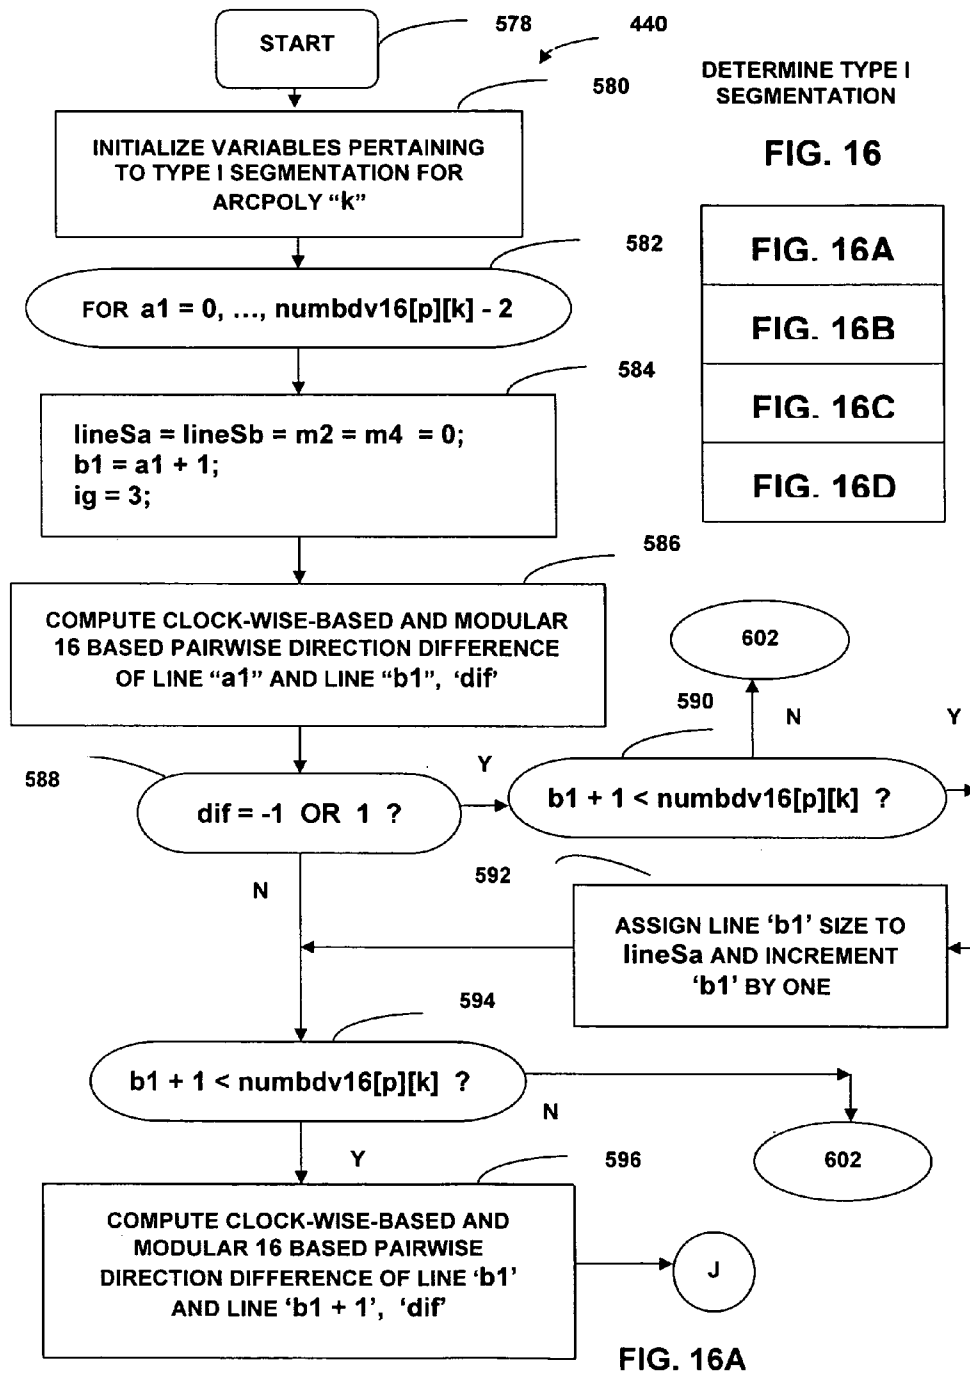 START
578
440
DETERMINE TYPE I
SEGMENTATION
FIG. 16
580
INITIALIZE VARIABLES PERTAINING
TO TYPE I SEGMENTATION FOR
ARCPOLY "k"
582
FOR a1 = 0, ..., numbdv16[p][k] - 2
FIG. 16A
FIG. 16B
FIG. 16C
FIG. 16D
584
lineSa = lineSb = m2 = m4 = 0;
b1 = a1 + 1;
ig = 3;
586
COMPUTE CLOCK-WISE-BASED AND MODULAR
16 BASED PAIRWISE DIRECTION DIFFERENCE
OF LINE "a1" AND LINE "b1", 'dif'
602
590
N
Y
588
dif = -1 OR 1 ?
Y
b1 + 1 < numbdv16[p][k] ?
N
592
ASSIGN LINE 'b1' SIZE TO
lineSa AND INCREMENT
'b1' BY ONE
594
b1 + 1 < numbdv16[p][k] ?
N
602
Y
596
COMPUTE CLOCK-WISE-BASED AND
MODULAR 16 BASED PAIRWISE
DIRECTION DIFFERENCE OF LINE 'b1'
AND LINE 'b1 + 1', 'dif'
J
FIG. 16A